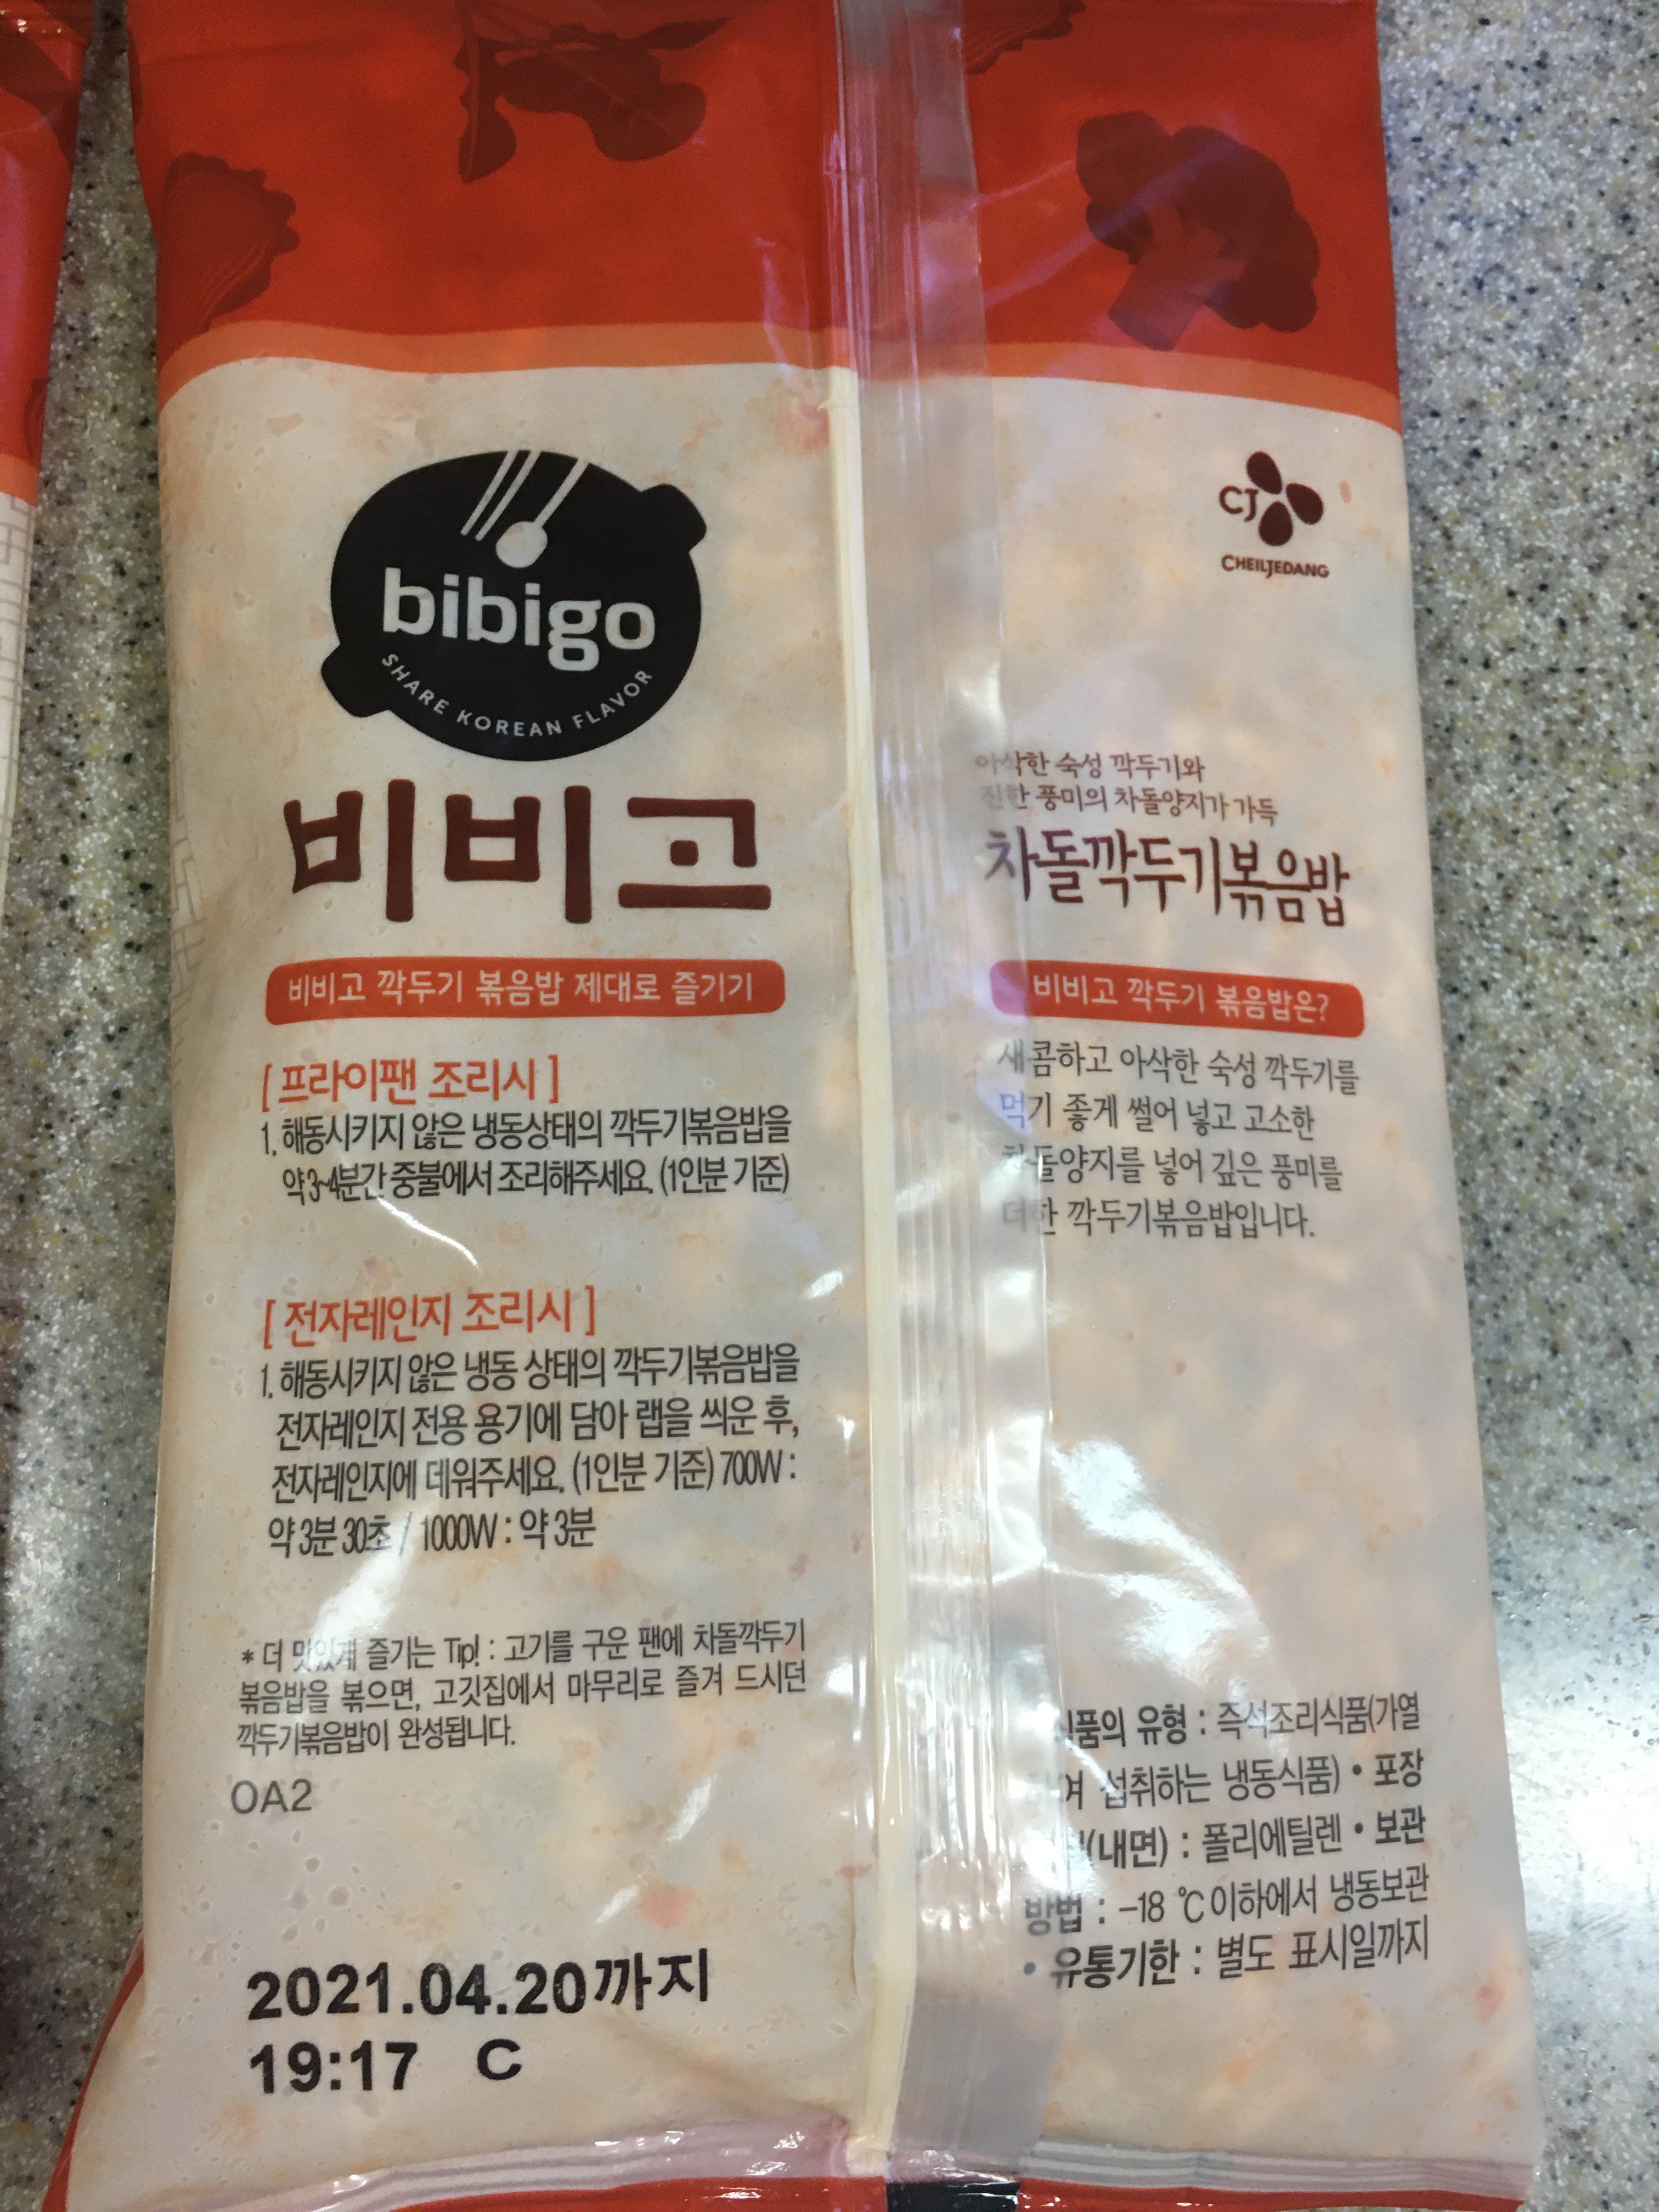 bibigo
SHARE KOREAN FLAVOR
비비고
비비고 깍두기 볶음밥 제대로 즐기기
[ 프라이팬 조리시 ]
1. 해동시키지 않은 냉동상태의 깍두기볶음밥을
약3~4분간 중불에서 조리해주세요. (1인분 기준)
[ 전자레인지 조리시 ]
1. 해동시키지 않은 냉동 상태의 깍두기볶음밥을
전자레인지 전용 용기에 담아 랩을 씌운 후,
전자레인지에 데워주세요. (1인분 기준) 700W :
약 3분 30초 / 1000W : 약 3분
* 더 맛있게 즐기는 Tip! : 고기를 구운 팬에 차돌깍두기
볶음밥을 볶으면, 고깃집에서 마무리로 즐겨 드시던
깍두기볶음밥이 완성됩니다.
OA2
2021.04.20까지
19:17 C
CJ
CHEILJEDANG
아삭한 숙성 깍두기와
진한 풍미의 차돌양지가 가득
차돌깍두기볶음밥
비비고 깍두기 볶음밥은?
새콤하고 아삭한 숙성 깍두기를
먹기 좋게 썰어 넣고 고소한
차돌양지를 넣어 깊은 풍미를
더한 깍두기볶음밥입니다.
유형 : 즉석조리식품(가열
섭취하는 냉동식품) • 포장
(내면) : 폴리에틸렌 • 보관
방법 : -18 ℃ 이하에서 냉동보관
• 유통기한 : 별도 표시일까지